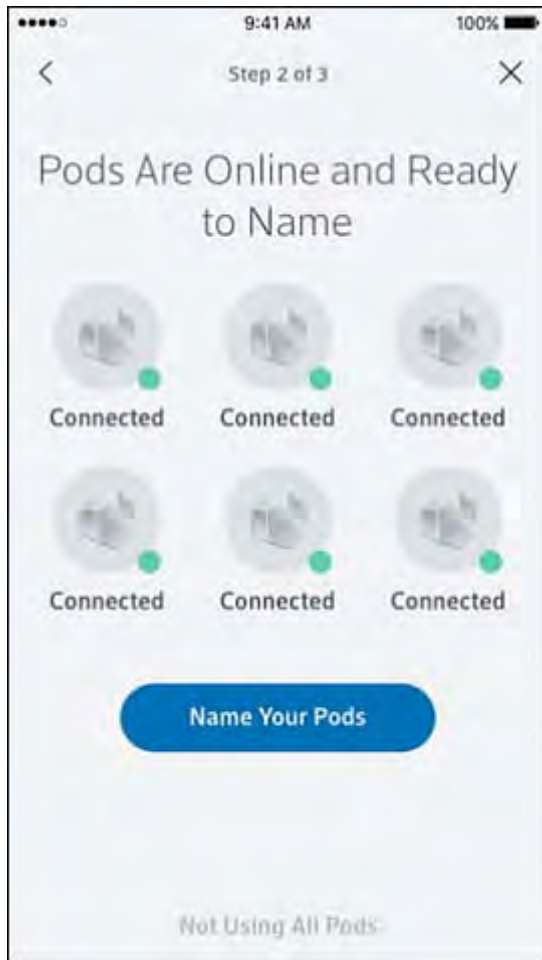 9:41 AM 100%
Step 2 of 3
Pods Are Online and Ready
to Name
Connected Connected Connected
Connected Connected Connected
Name Your Pods
Not Using All Pods